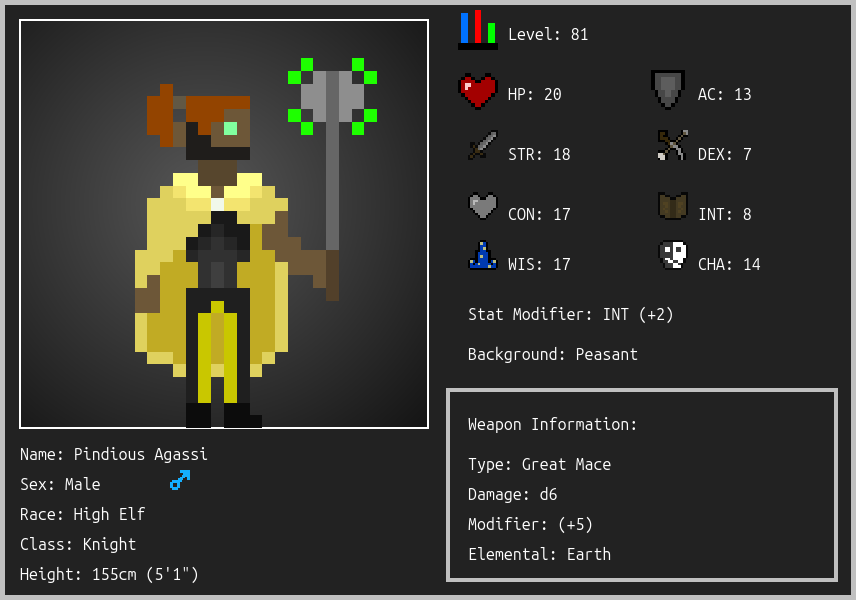 Level: 81
HP: 20
AC: 13
STR: 18
DEX: 7
CON: 17
INT: 8
WIS: 17
CHA: 14
Stat Modifier: INT (+2)
Background: Peasant
Weapon Information:
Type: Great Mace
Damage: d6
Modifier: (+5)
Elemental: Earth
Name: Pindious Agassi
Sex: Male
Race: High Elf
Class: Knight
Height: 155cm (5'1")